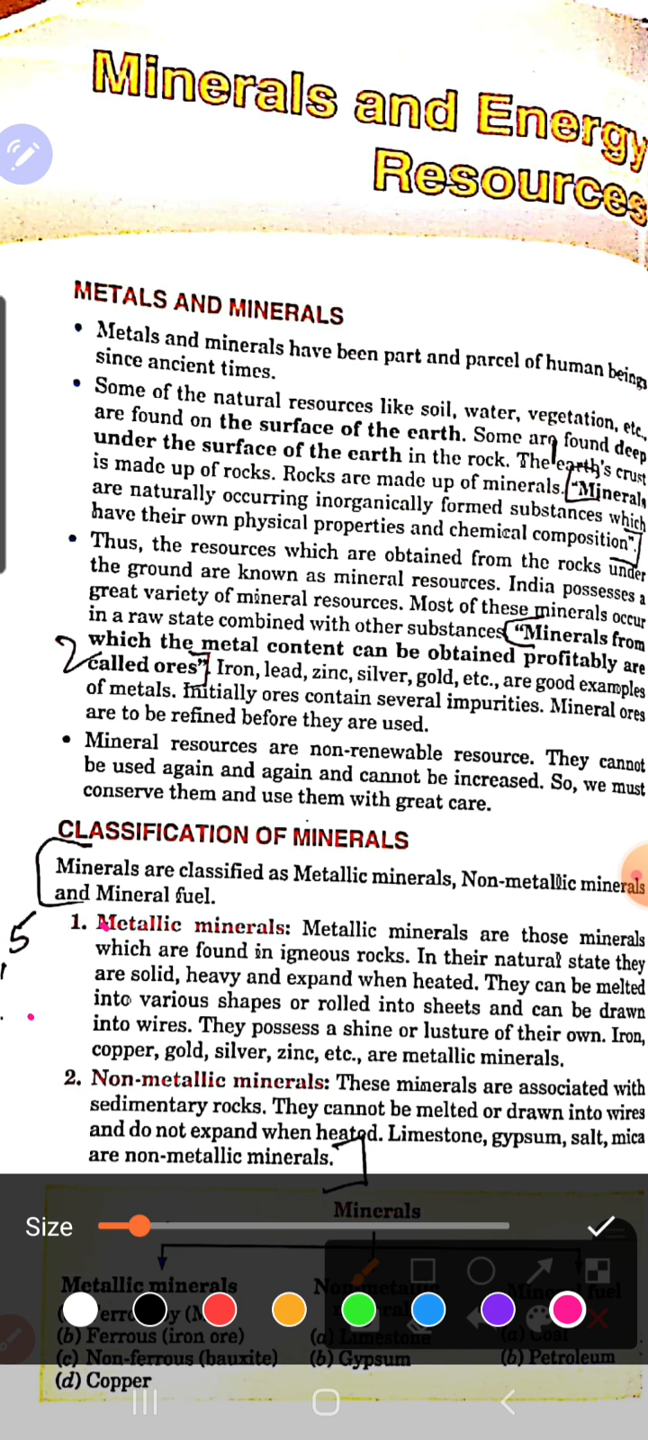 Minerals and Energy
Resources
METALS AND MINERALS
• Metals and minerals have been part and parcel of human beings
since ancient times.
• Some of the natural resources like soil, water, vegetation, etc.,
are found on the surface of the earth. Some are found deep
under the surface of the earth in the rock. The earth's crust
is made up of rocks. Rocks are made up of minerals. "Minerals
are naturally occurring inorganically formed substances which
have their own physical properties and chemical composition".
• Thus, the resources which are obtained from the rocks under
the ground are known as mineral resources. India possesses a
great variety of mineral resources. Most of these minerals occur
in a raw state combined with other substances "Minerals from
which the metal content can be obtained profitably are
called ores". Iron, lead, zinc, silver, gold, etc., are good examples
of metals. Initially ores contain several impurities. Mineral ores
are to be refined before they are used.
• Mineral resources are non-renewable resource. They cannot
be used again and again and cannot be increased. So, we must
conserve them and use them with great care.
CLASSIFICATION OF MINERALS
Minerals are classified as Metallic minerals, Non-metallic minerals
and Mineral fuel.
5
1. Metallic minerals: Metallic minerals are those minerals
which are found in igneous rocks. In their natural state they
are solid, heavy and expand when heated. They can be melted
into various shapes or rolled into sheets and can be drawn
into wires. They possess a shine or lusture of their own. Iron,
copper, gold, silver, zinc, etc., are metallic minerals.
2. Non-metallic minerals: These minerals are associated with
sedimentary rocks. They cannot be melted or drawn into wires
and do not expand when heated. Limestone, gypsum, salt, mica
are non-metallic minerals.
Minerals
Size
Metallic minerals
(b) Ferrous (iron ore)
(c) Non-ferrous (bauxite)
(d) Copper
(a) Limestone
(b) Gypsum
(a) Coal
(b) Petroleum